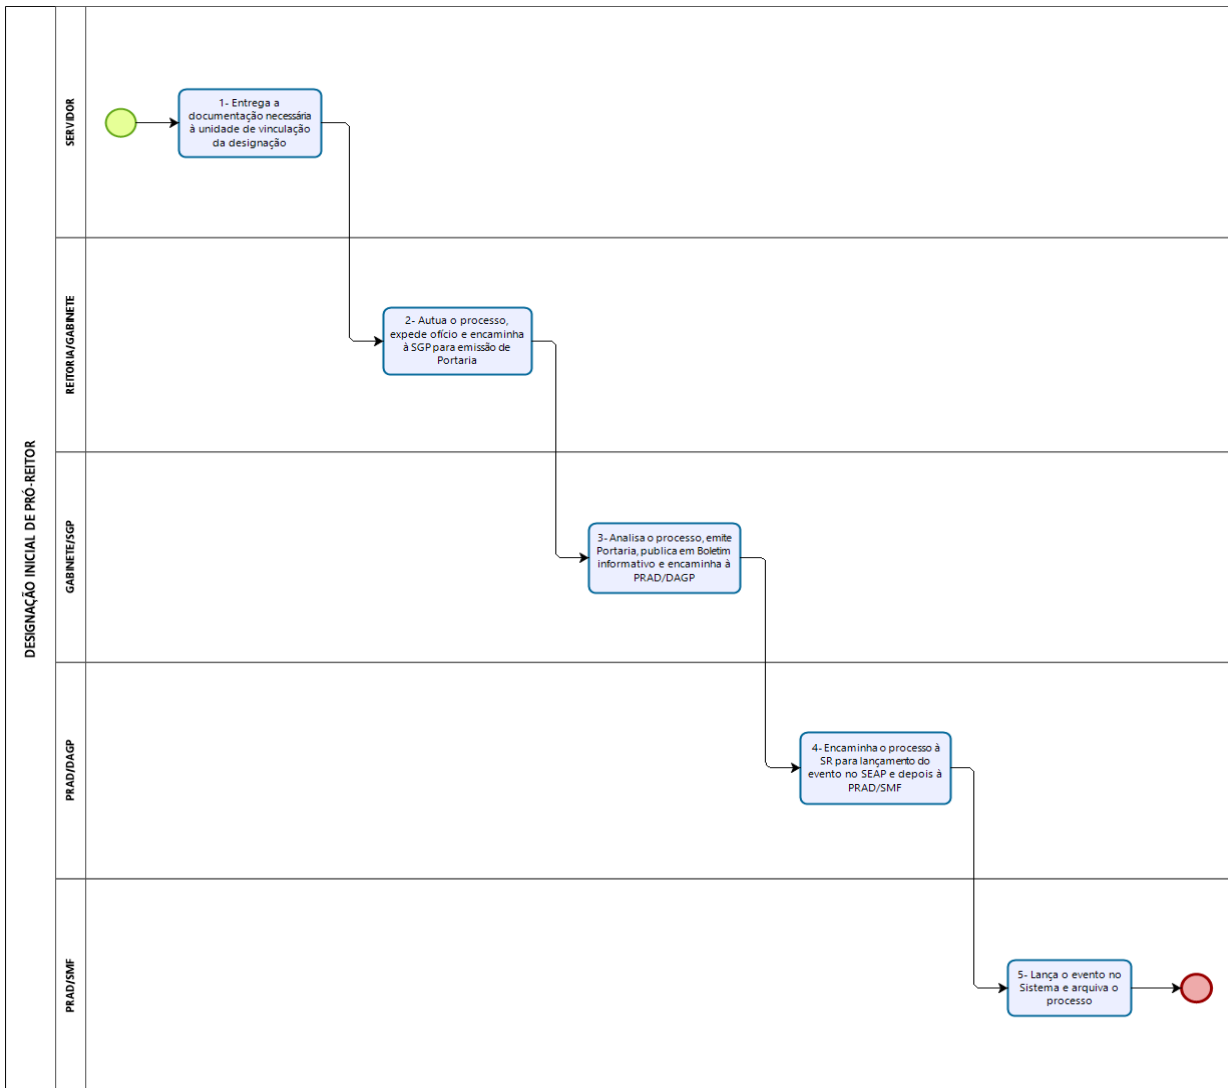 DESIGNAÇÃO INICIAL DE PRÓ-REITOR
SERVIDOR
1- Entrega a
documentação necessária
à unidade de vinculação
da designação
REITORIA/GABINETE
2- Autua o processo,
expede ofício e encaminha
à SGP para emissão de
Portaria
GABINETE/SGP
3- Analisa o processo, emite
Portaria, publica em Boletim
informativo e encaminha à
PRAD/DAGP
PRAD/DAGP
4- Encaminha o processo à
SR para lançamento do
evento no SEAP e depois à
PRAD/SMF
PRAD/SMF
5- Lança o evento no
Sistema e arquiva o
processo